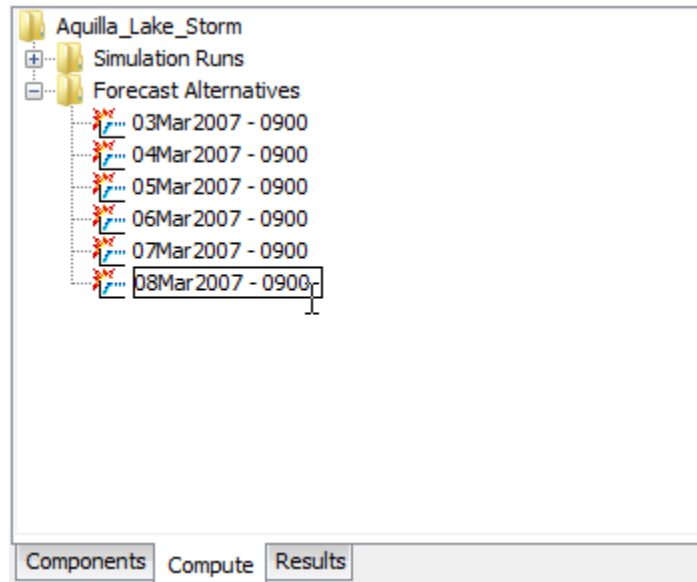 Aquilla_Lake_Storm
Simulation Runs
Forecast Alternatives
03Mar2007 - 0900
04Mar2007 - 0900
05Mar2007 - 0900
06Mar2007 - 0900
07Mar2007 - 0900
08Mar2007 - 0900
Components Compute Results